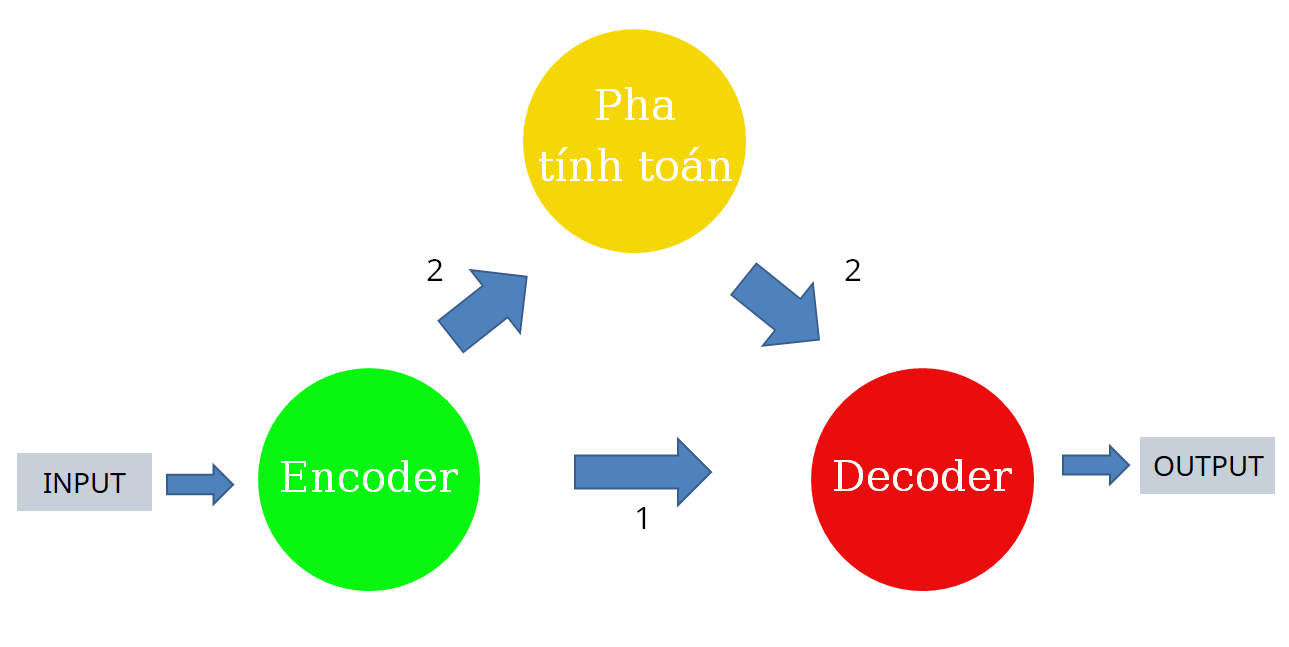 Pha
tính toán
2
2
INPUT
Encoder
1
Decoder
OUTPUT